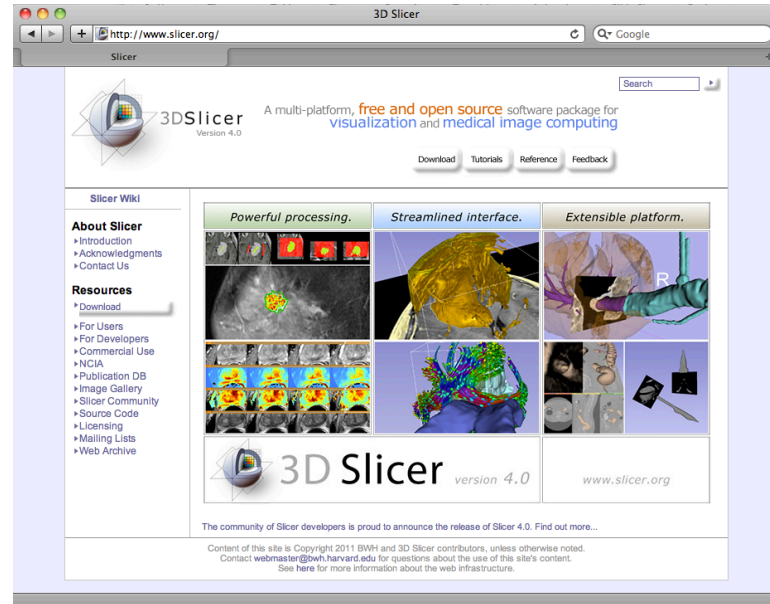 3D Slicer
http://www.slicer.org/
Google
Slicer
Search
3DSlicer
Version 4.0
A multi-platform, free and open source software package for
visualization and medical image computing
Download Tutorials Reference Feedback
Slicer Wiki
About Slicer
Introduction
Acknowledgments
Contact Us
Resources
Download
For Users
For Developers
Commercial Use
NCIA
Publication DB
Image Gallery
Slicer Community
Source Code
Licensing
Mailing Lists
Web Archive
Powerful processing. Streamlined interface. Extensible platform.
R
3D Slicer version 4.0 www.slicer.org
The community of Slicer developers is proud to announce the release of Slicer 4.0. Find out more...
Content of this site is Copyright 2011 BWH and 3D Slicer contributors, unless otherwise noted.
Contact webmaster@bwh.harvard.edu for questions about the use of this site's content.
See here for more information about the web infrastructure.